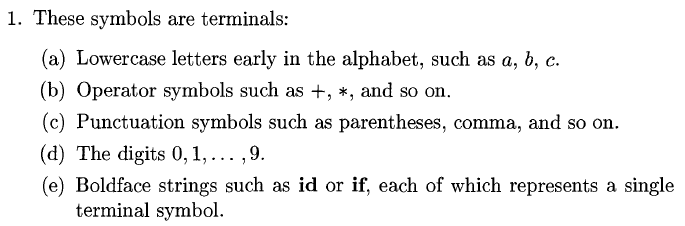 1. These symbols are terminals:
(a) Lowercase letters early in the alphabet, such as a, b, c.
(b) Operator symbols such as +, *, and so on.
(c) Punctuation symbols such as parentheses, comma, and so on.
(d) The digits 0, 1, ... , 9.
(e) Boldface strings such as id or if, each of which represents a single
terminal symbol.